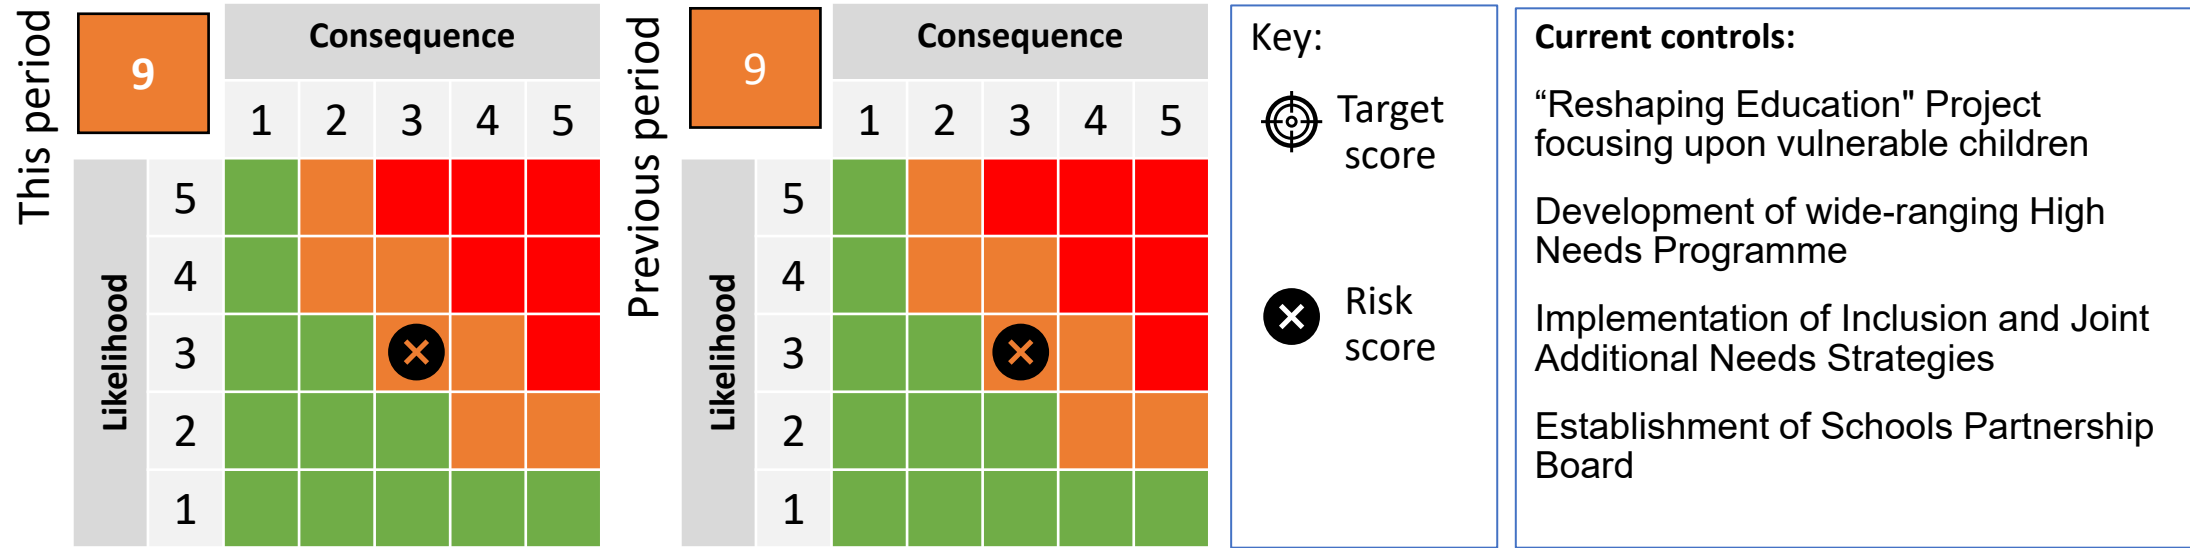 This period
9
Consequence
1 2 3 4 5
Likelihood
5
4
3
2
1
Previous period
9
Consequence
1 2 3 4 5
Likelihood
5
4
3
2
1
Key:
Target
score
Risk
score
Current controls:
“Reshaping Education" Project
focusing upon vulnerable children
Development of wide-ranging High
Needs Programme
Implementation of Inclusion and Joint
Additional Needs Strategies
Establishment of Schools Partnership
Board